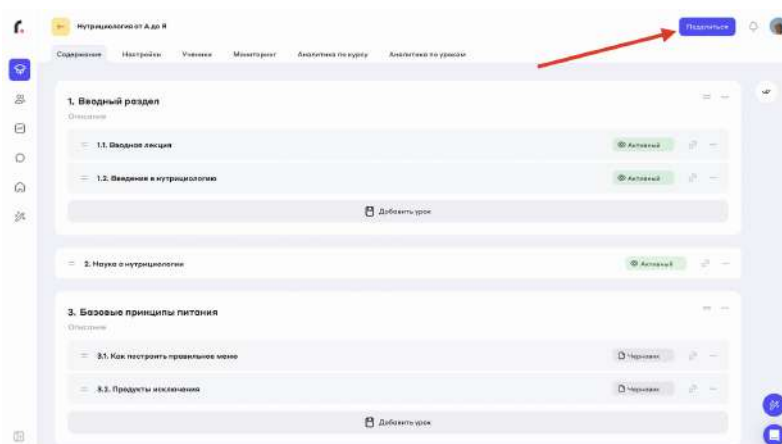 Нутрициология от А до Я
Поделиться
Содержание Настройки Ученики Мониторинг Аналитика по курсу Аналитика по урокам
1. Вводный раздел
Описание
1.1. Вводная лекция Активный
1.2. Введение в нутрициологию Активный
Добавить урок
2. Наука о нутрициологии Активный
3. Базовые принципы питания
Описание
3.1. Как построить правильное меню Черновик
3.2. Продукты исключения Черновик
Добавить урок